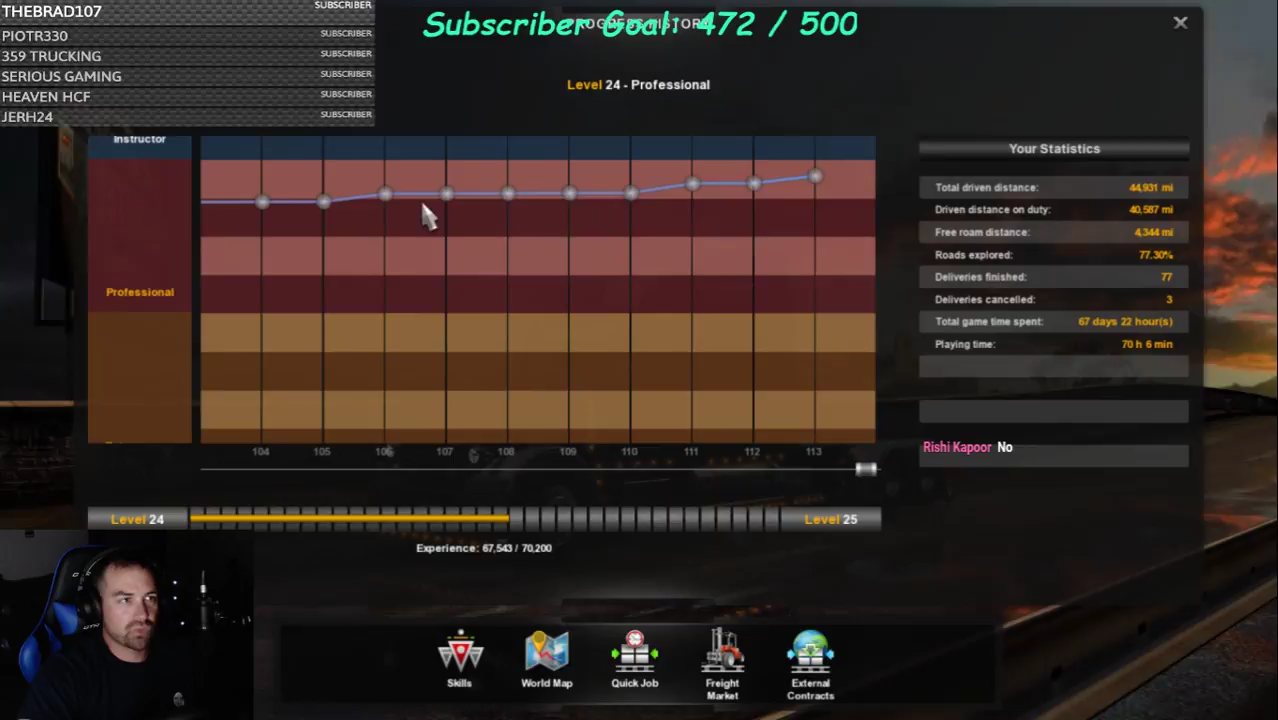 THEBRAD107 SUBSCRIBER
PIOTR330 SUBSCRIBER
359 TRUCKING SUBSCRIBER
SERIOUS GAMING SUBSCRIBER
HEAVEN HCF SUBSCRIBER
JERH24 SUBSCRIBER
Subscriber Goal: 472 / 500
PROGRESS HISTORY
Level 24 - Professional
Instructor
Professional
104 105 106 107 108 109 110 111 112 113
Level 24
Level 25
Experience: 67,543 / 70,200
Your Statistics
Total driven distance: 44,931 mi
Driven distance on duty: 40,587 mi
Free roam distance: 4,344 mi
Roads explored: 77.30%
Deliveries finished: 77
Deliveries cancelled: 3
Total game time spent: 67 days 22 hour(s)
Playing time: 70 h 6 min
Rishi Kapoor No
Skills
World Map
Quick Job
Freight
Market
External
Contracts